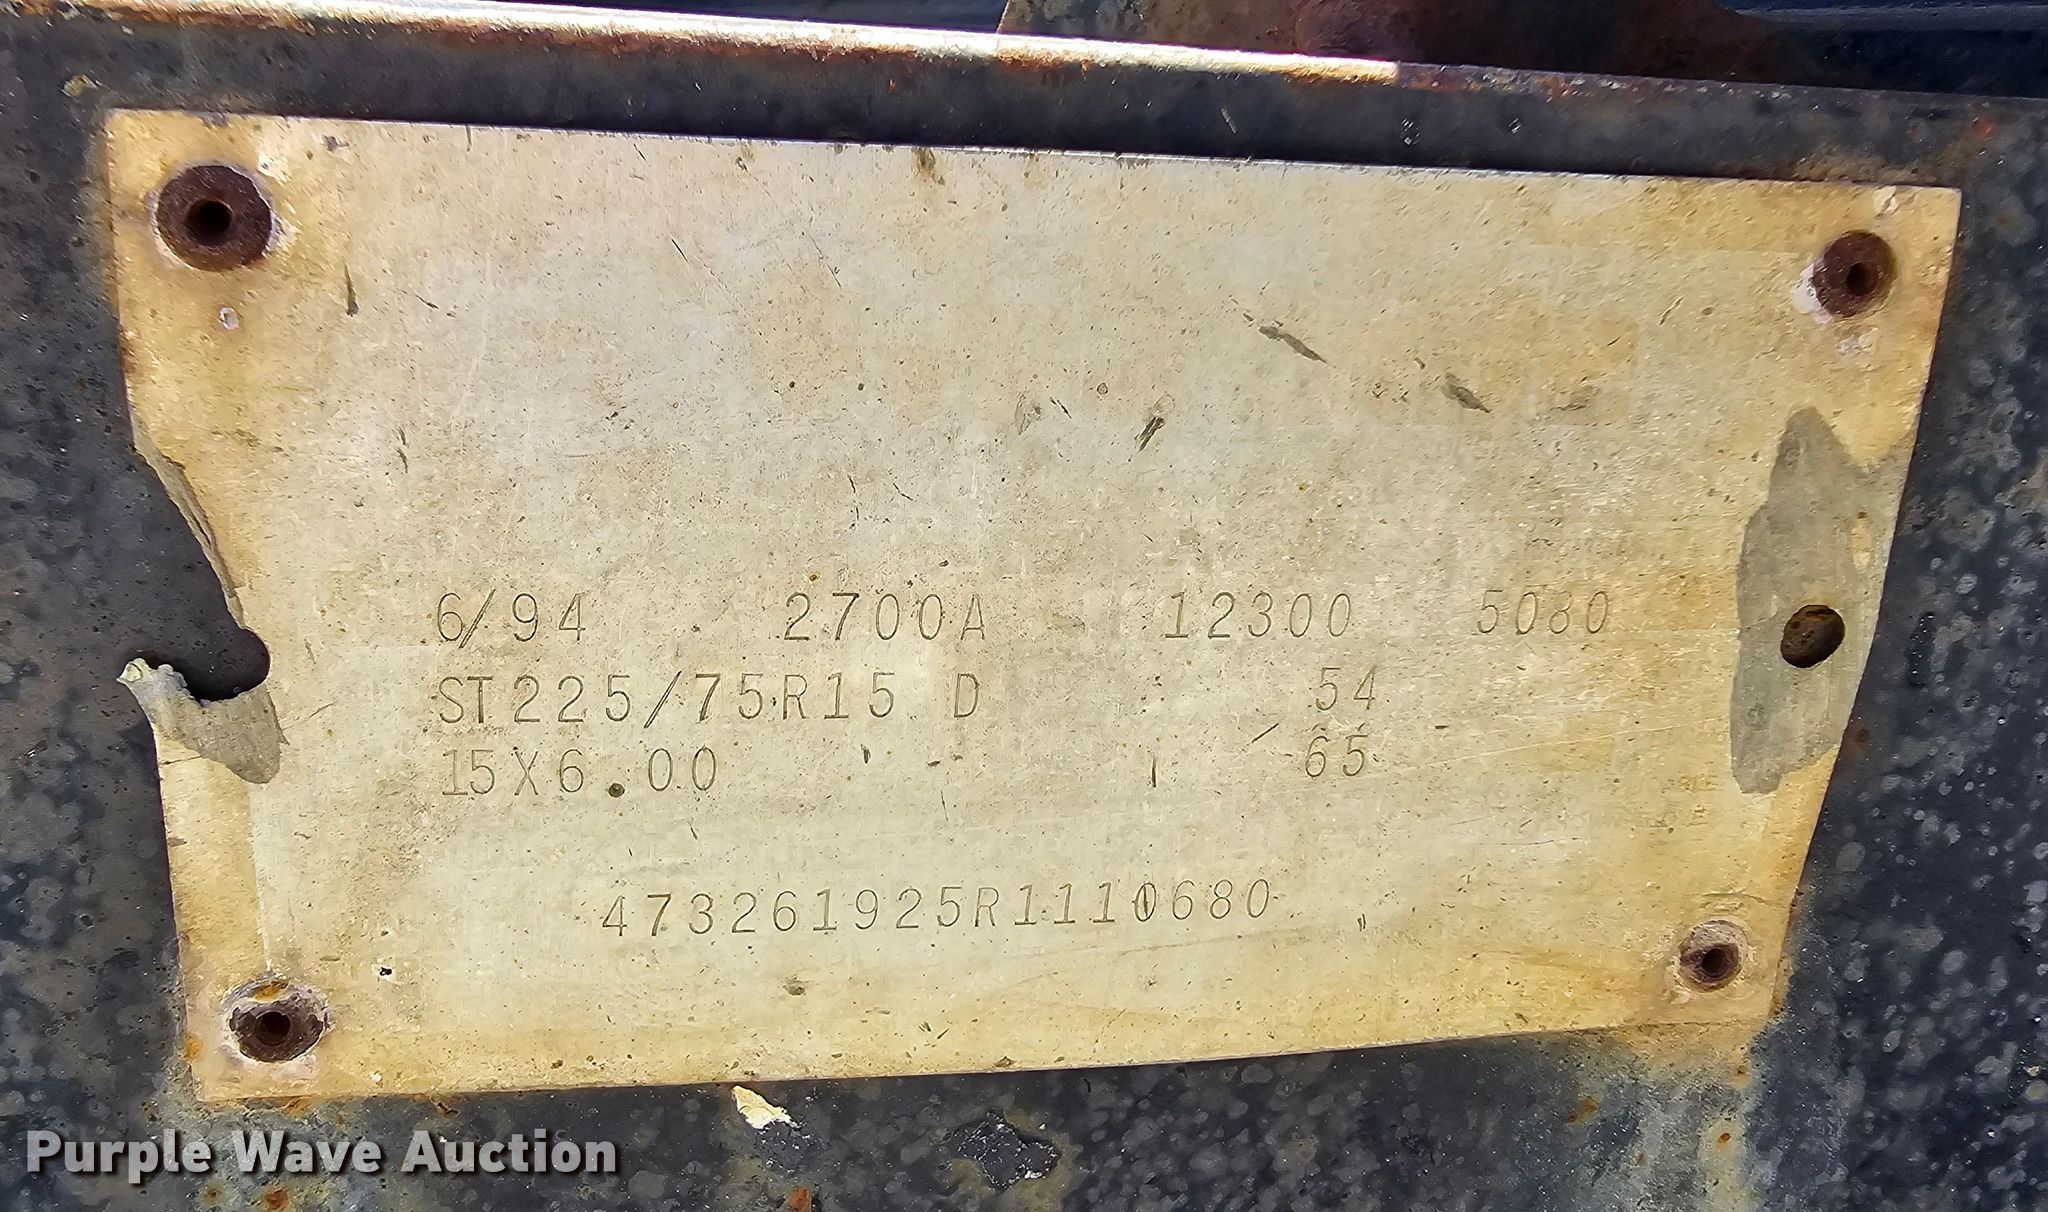 6/94 2700A 12300 5080
ST225/75R15 D 54
15X6.00 65
473261925R1110680
Purple Wave Auction